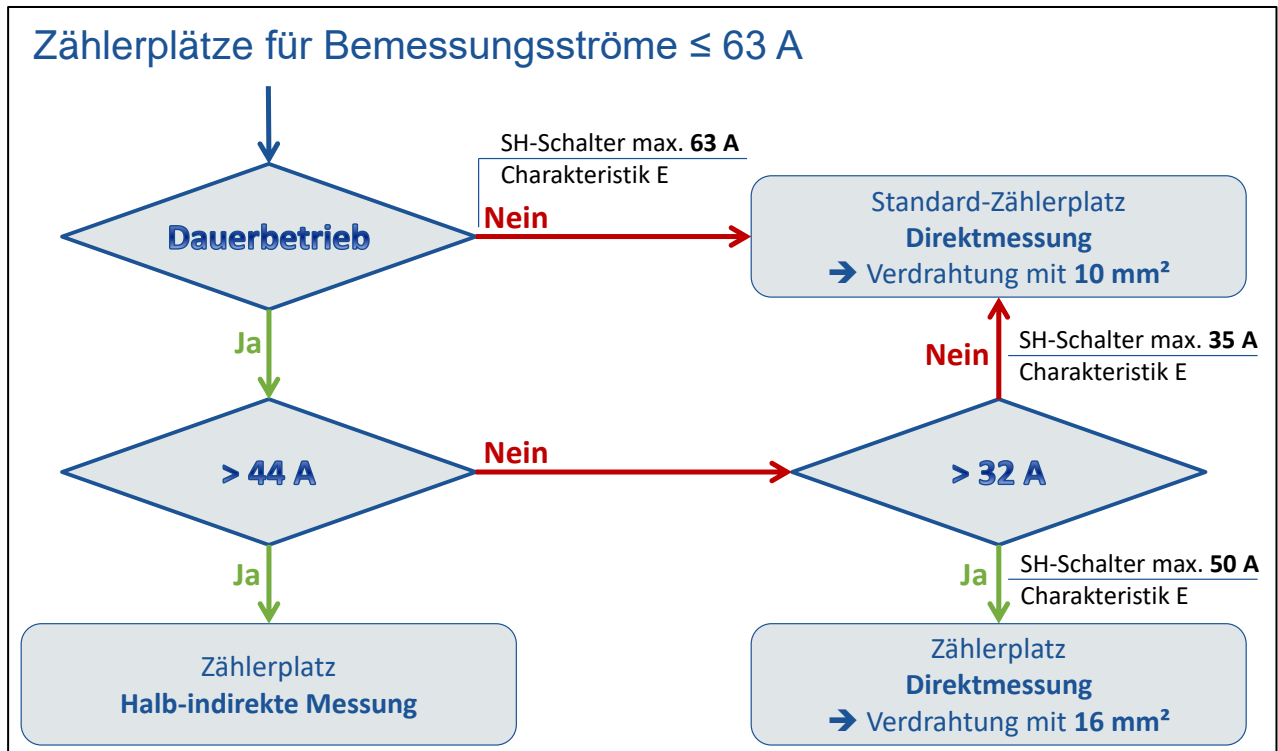 Zählerplätze für Bemessungsströme ≤ 63 A
SH-Schalter max. 63 A
Charakteristik E
Dauerbetrieb
Nein
Standard-Zählerplatz
Direktmessung
➔ Verdrahtung mit 10 mm²
Ja
Nein
SH-Schalter max. 35 A
Charakteristik E
> 44 A
Nein
> 32 A
Ja
Ja
SH-Schalter max. 50 A
Charakteristik E
Zählerplatz
Halb-indirekte Messung
Zählerplatz
Direktmessung
➔ Verdrahtung mit 16 mm²